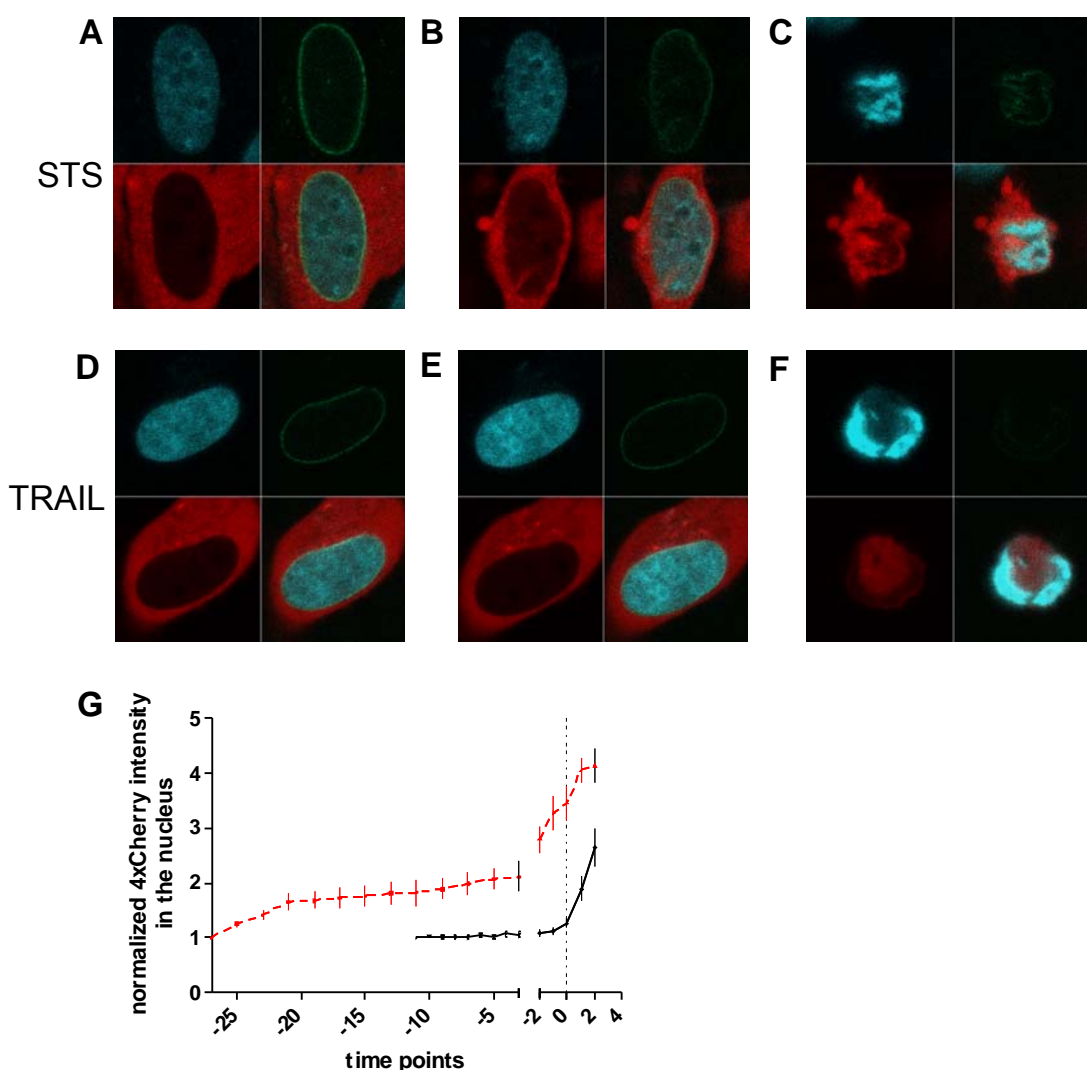 A
B
C
STS
D
E
F
TRAIL
G
normalized 4xCherry intensity
in the nucleus
5
4
3
2
1
0
-25
-20
-15
-10
-5
-2
0
2
4
time points